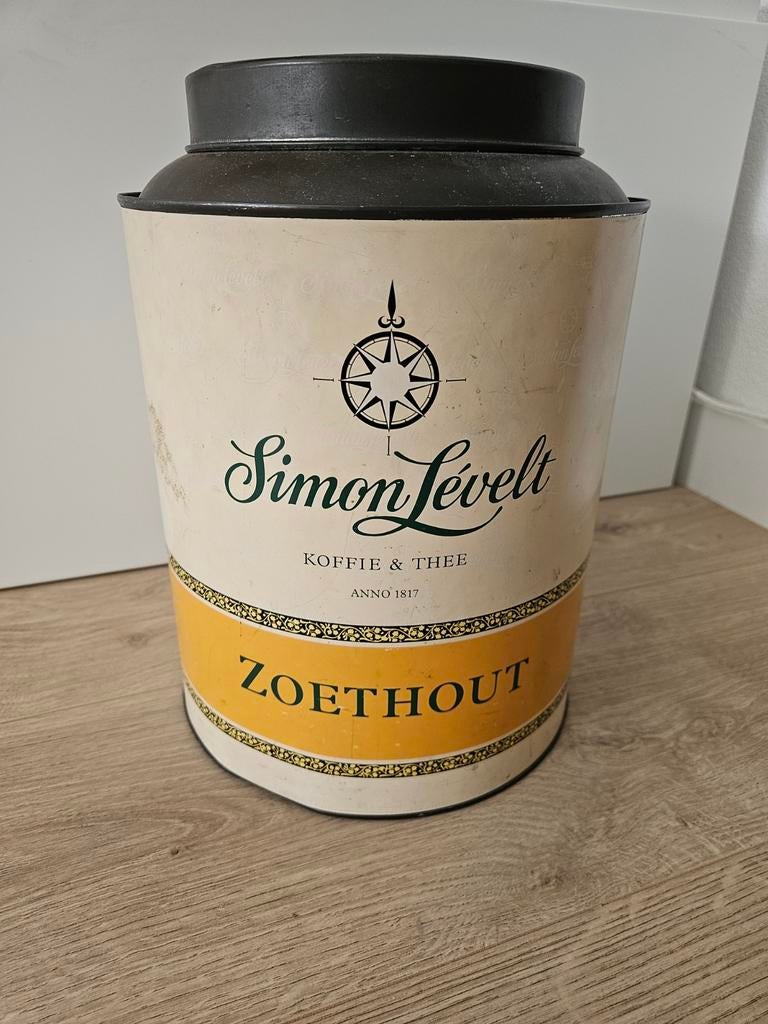 Simon Lévelt
KOFFIE & THEE
ANNO 1817
ZOETHOUT